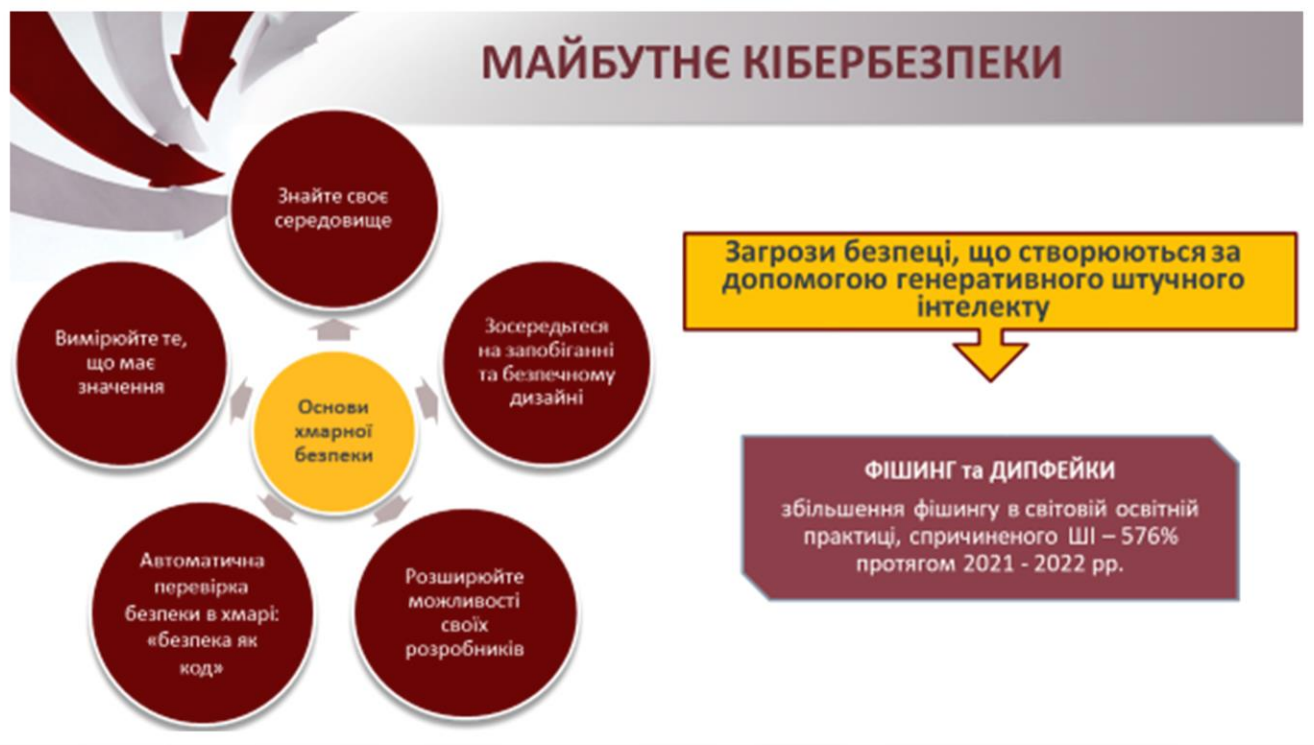 МАЙБУТНЄ КІБЕРБЕЗПЕКИ
Знайте своє
середовище
Зосередьтеся
на запобіганні
та безпечному
дизайні
Розширюйте
можливості
своїх
розробників
Автоматична
перевірка
безпеки в хмарі:
«безпека як
код»
Вимірюйте те,
що має
значення
Основи
хмарної
безпеки
Загрози безпеці, що створюються за
допомогою генеративного штучного
інтелекту
ФІШИНГ та ДИПФЕЙКИ
збільшення фішингу в світовій освітній
практиці, спричиненого ШІ – 576%
протягом 2021 - 2022 рр.